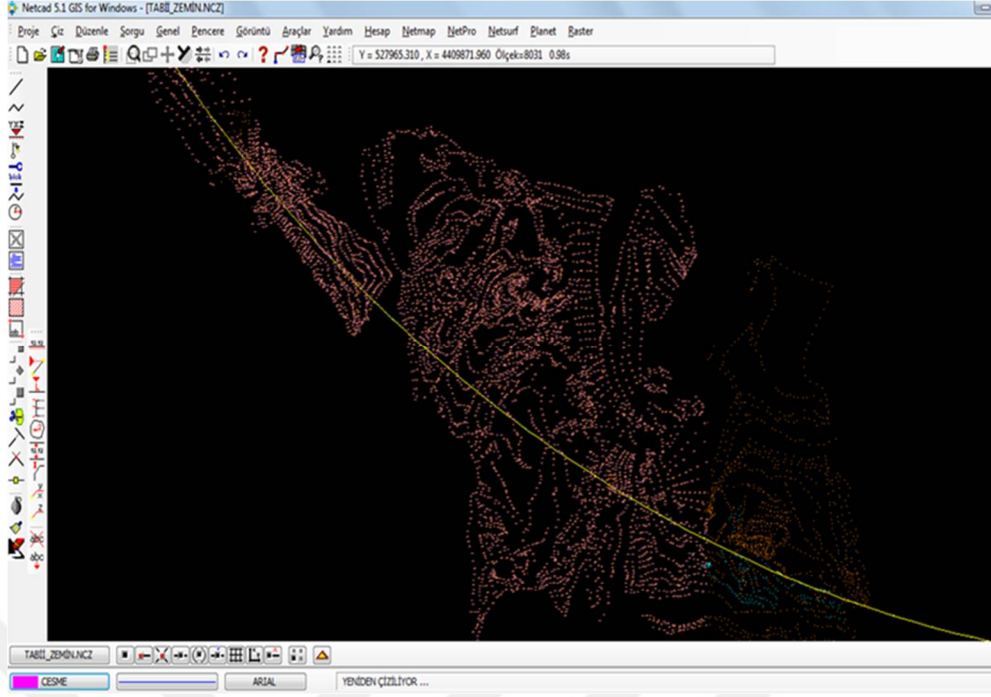 Netcad 5.1 GIS for Windows - [TABİİ_ZEMİN.NCZ]
Proje Çiz Düzenle Sorgu Genel Pencere Görüntü Araçlar Yardım Hesap Netmap NetPro Netsurf Planet Raster
Y = 527965.310 , X = 4409871.960 Ölçek=8031 0.98s
TABİİ_ZEMİN.NCZ
CESME ARIAL YENİDEN ÇİZİLİYOR ...